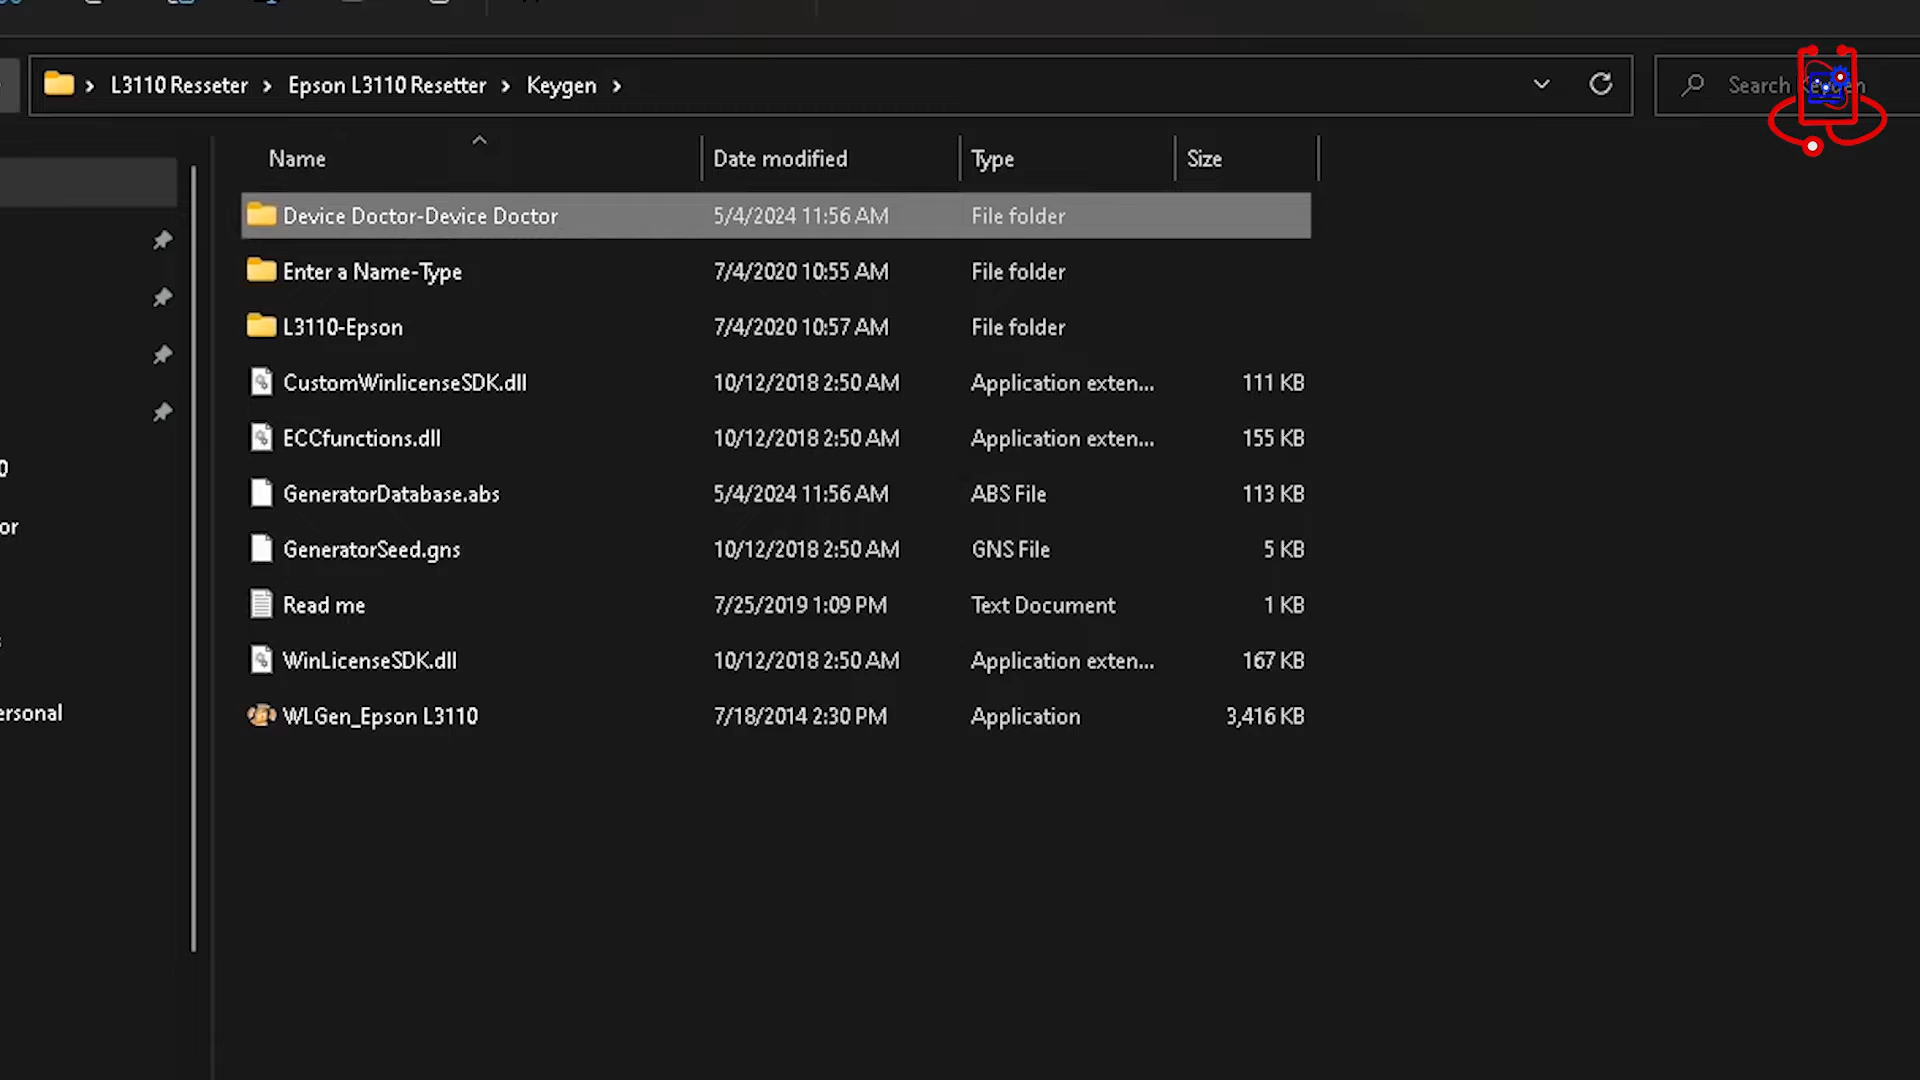 L3110 Resseter > Epson L3110 Resetter > Keygen >
Search Keygen
Name Date modified Type Size
Device Doctor-Device Doctor 5/4/2024 11:56 AM File folder
Enter a Name-Type 7/4/2020 10:55 AM File folder
L3110-Epson 7/4/2020 10:57 AM File folder
CustomWinlicenseSDK.dll 10/12/2018 2:50 AM Application exten... 111 KB
ECCfunctions.dll 10/12/2018 2:50 AM Application exten... 155 KB
GeneratorDatabase.abs 5/4/2024 11:56 AM ABS File 113 KB
GeneratorSeed.gns 10/12/2018 2:50 AM GNS File 5 KB
Read me 7/25/2019 1:09 PM Text Document 1 KB
WinLicenseSDK.dll 10/12/2018 2:50 AM Application exten... 167 KB
WLGen_Epson L3110 7/18/2014 2:30 PM Application 3,416 KB
0
or
ersonal